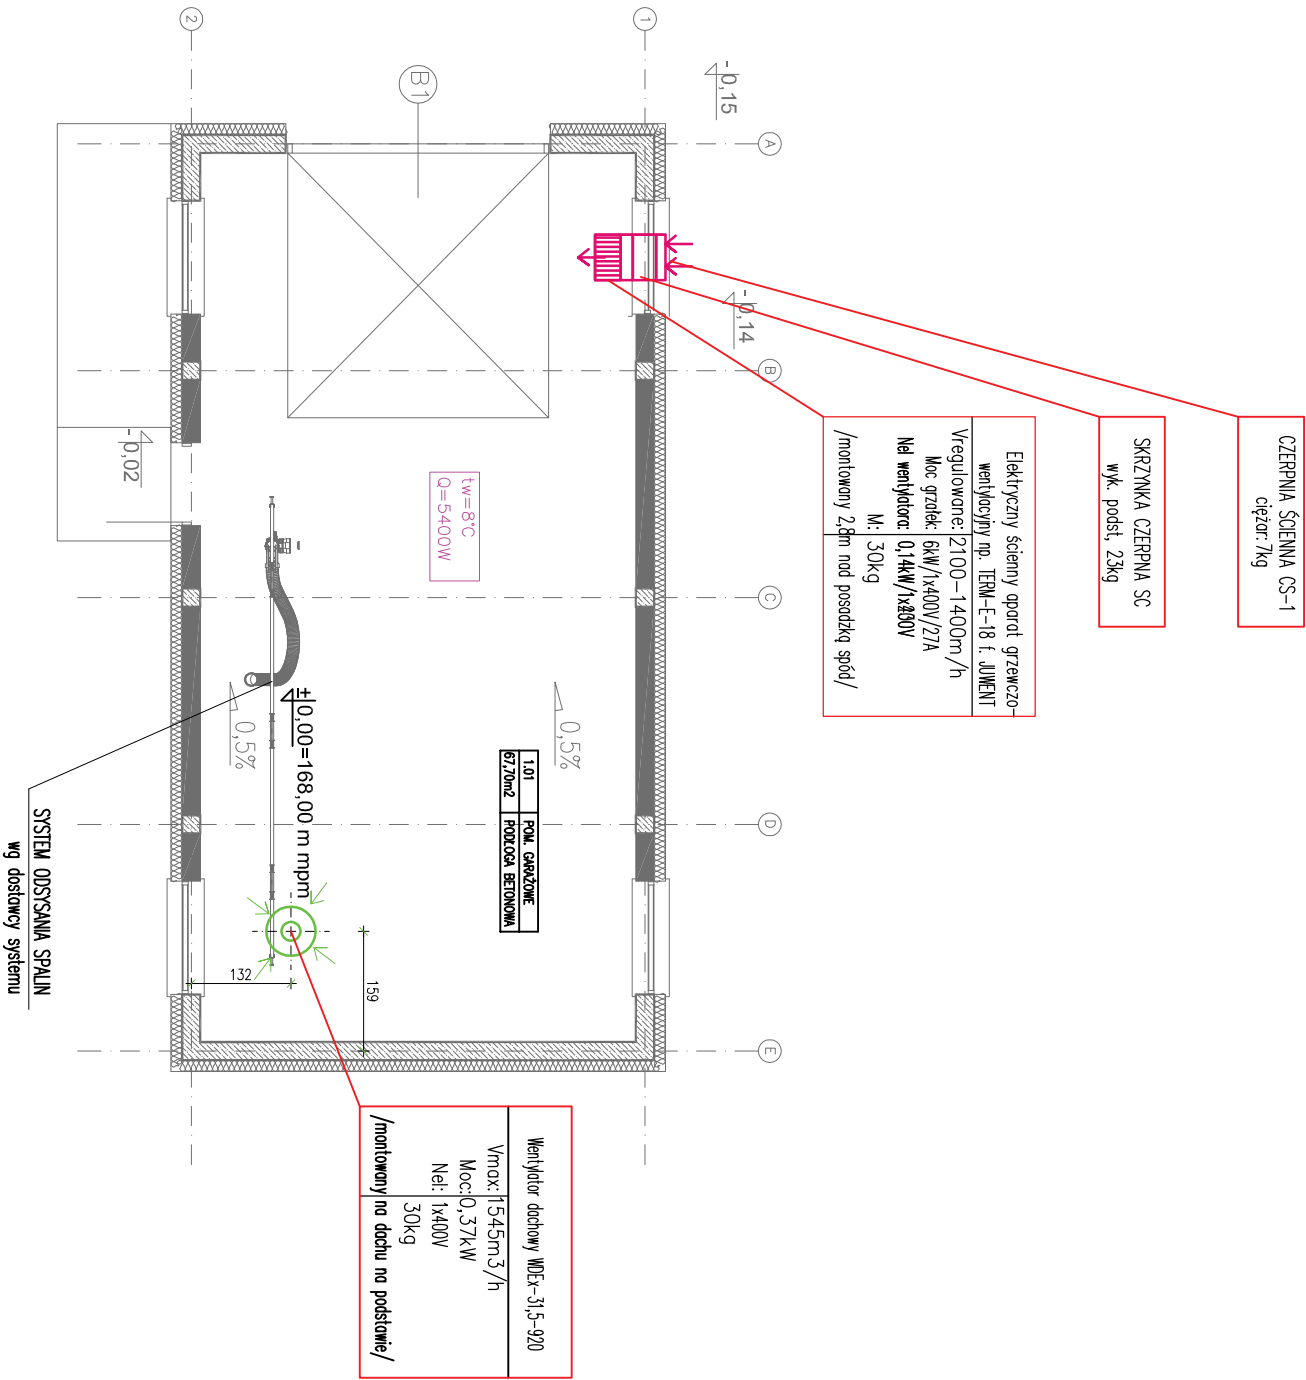 CZERPNIA ŚCIENNA CS-1
ciężar: 7kg
SKRZYNKA CZERPNA SC
wyk. podst, 23kg
Elektryczny ścienny aparat grzewczo-
wentylacyjny np. TERM-E-18 f. JUWENT
Vregulowane: 2100-1400m/h
Moc grzałek: 6kW/1x400V/27A
Nel wentylatora: 0,14kW/1x230V
M: 30kg
/montowany 2,8m nad posadzką spód/
1
2
A
B
C
D
E
B1
-0,15
-0,14
-0,02
tw=8°C
Q=5400W
0,5%
0,5%
±0,00=168,00 m mpm
1.01 POM. GARAŻOWE
67,70m2 PODŁOGA BETONOWA
132
159
SYSTEM ODSYSANIA SPALIN
wg dostawcy systemu
Wentylator dachowy WDEx-31,5-920
Vmax: 1545m3/h
Moc: 0,37kW
Nel: 1x400V
30kg
/montowany na dachu na podstawie/